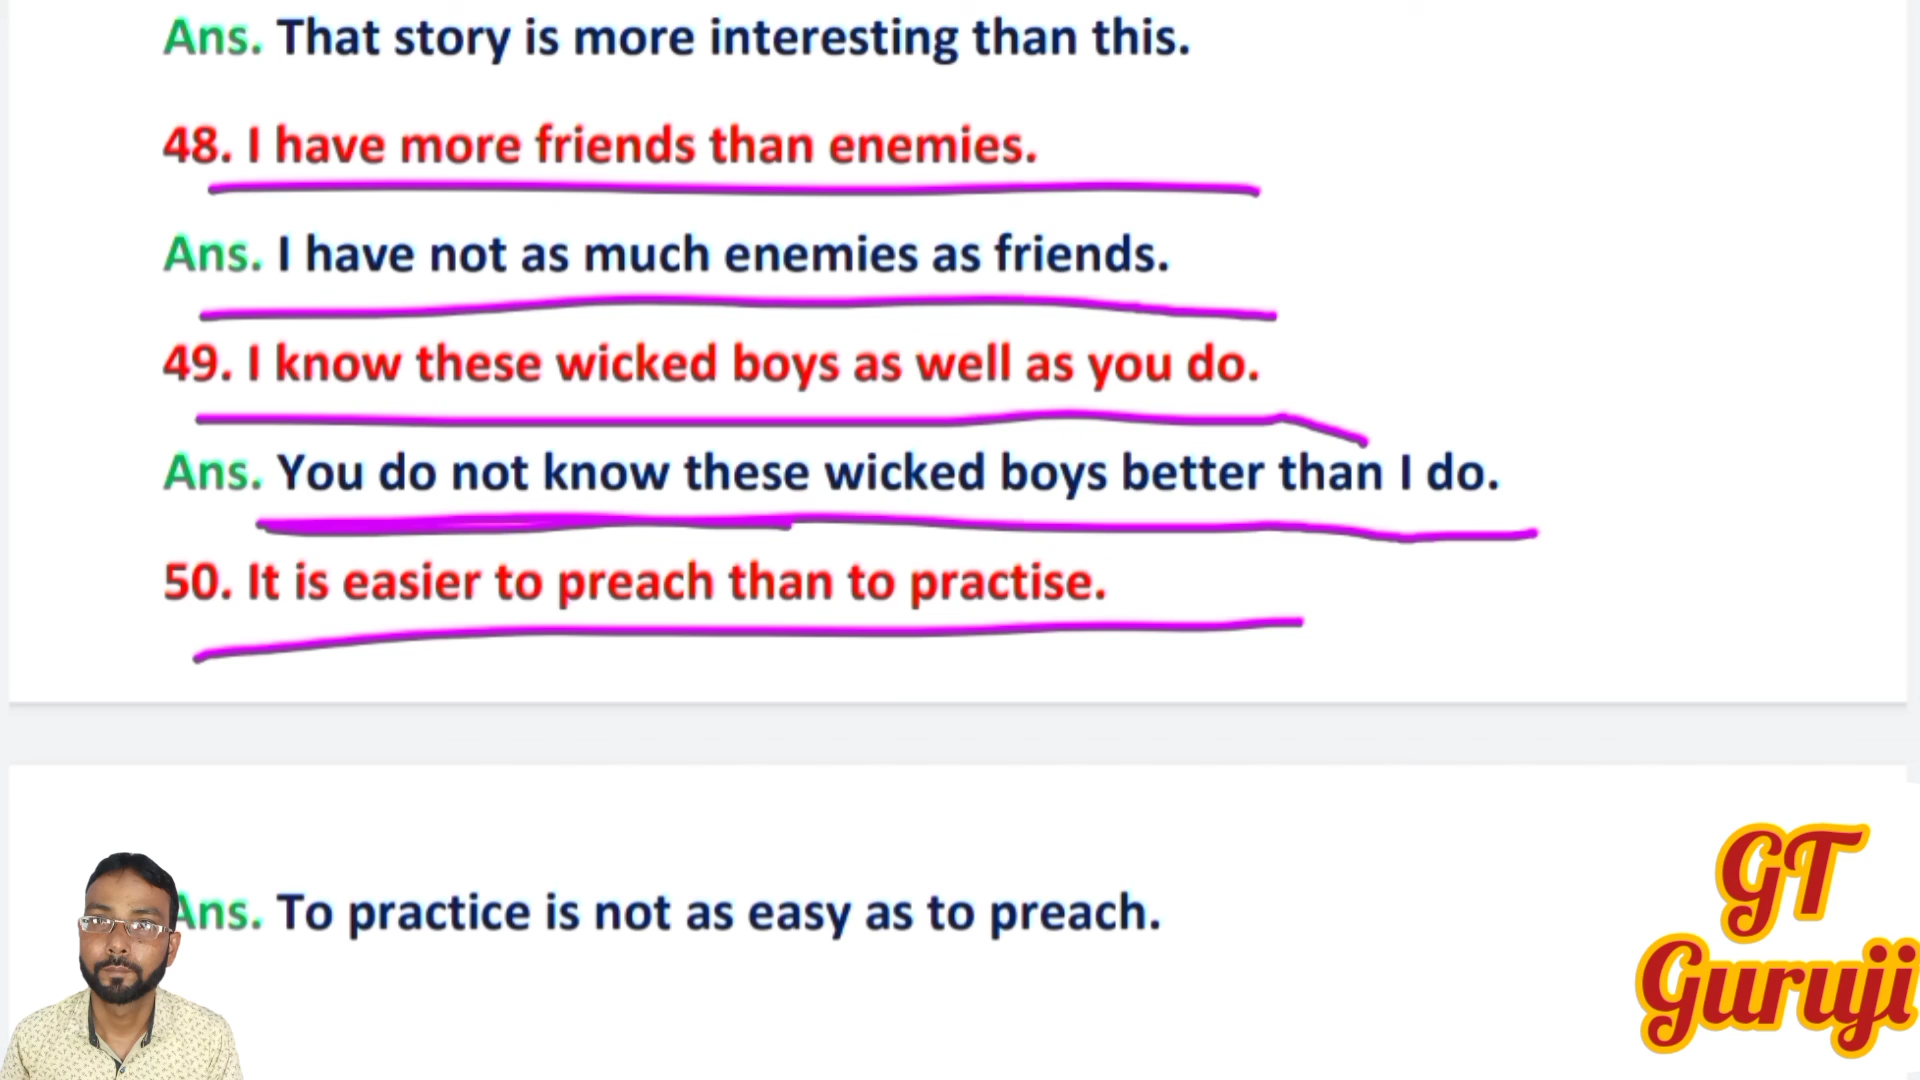 Ans. That story is more interesting than this.
48. I have more friends than enemies.
Ans. I have not as much enemies as friends.
49. I know these wicked boys as well as you do.
Ans. You do not know these wicked boys better than I do.
50. It is easier to preach than to practise.
Ans. To practice is not as easy as to preach.
GT
Guruji